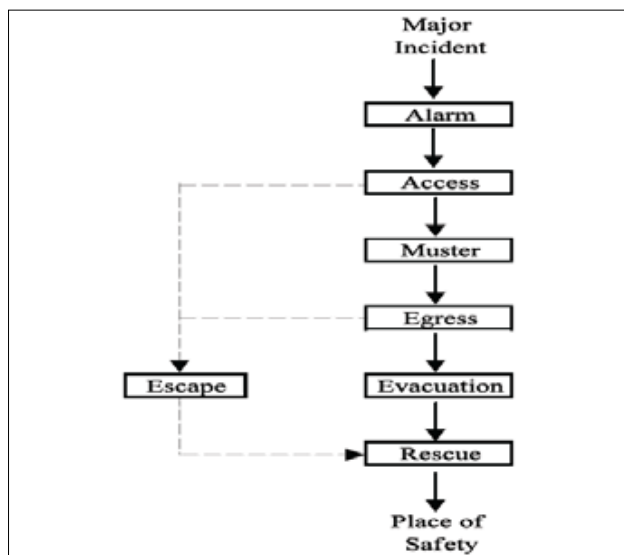 Major
Incident
Alarm
Access
Muster
Egress
Escape
Evacuation
Rescue
Place of
Safety